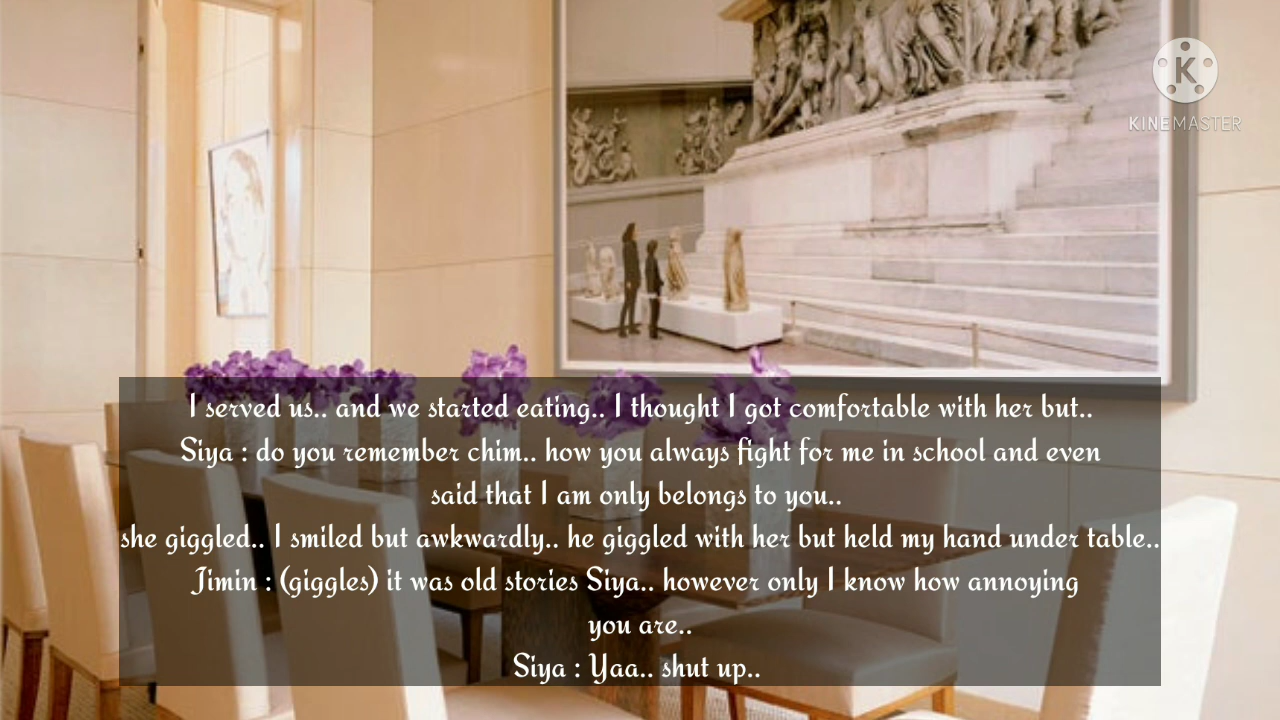 KINEMASTER
I served us.. and we started eating.. I thought I got comfortable with her but..
Siya : do you remember chim.. how you always fight for me in school and even
said that I am only belongs to you..
she giggled.. I smiled but awkwardly.. he giggled with her but held my hand under table..
Jimin : (giggles) it was old stories Siya.. however only I know how annoying
you are..
Siya : Yaa.. shut up..